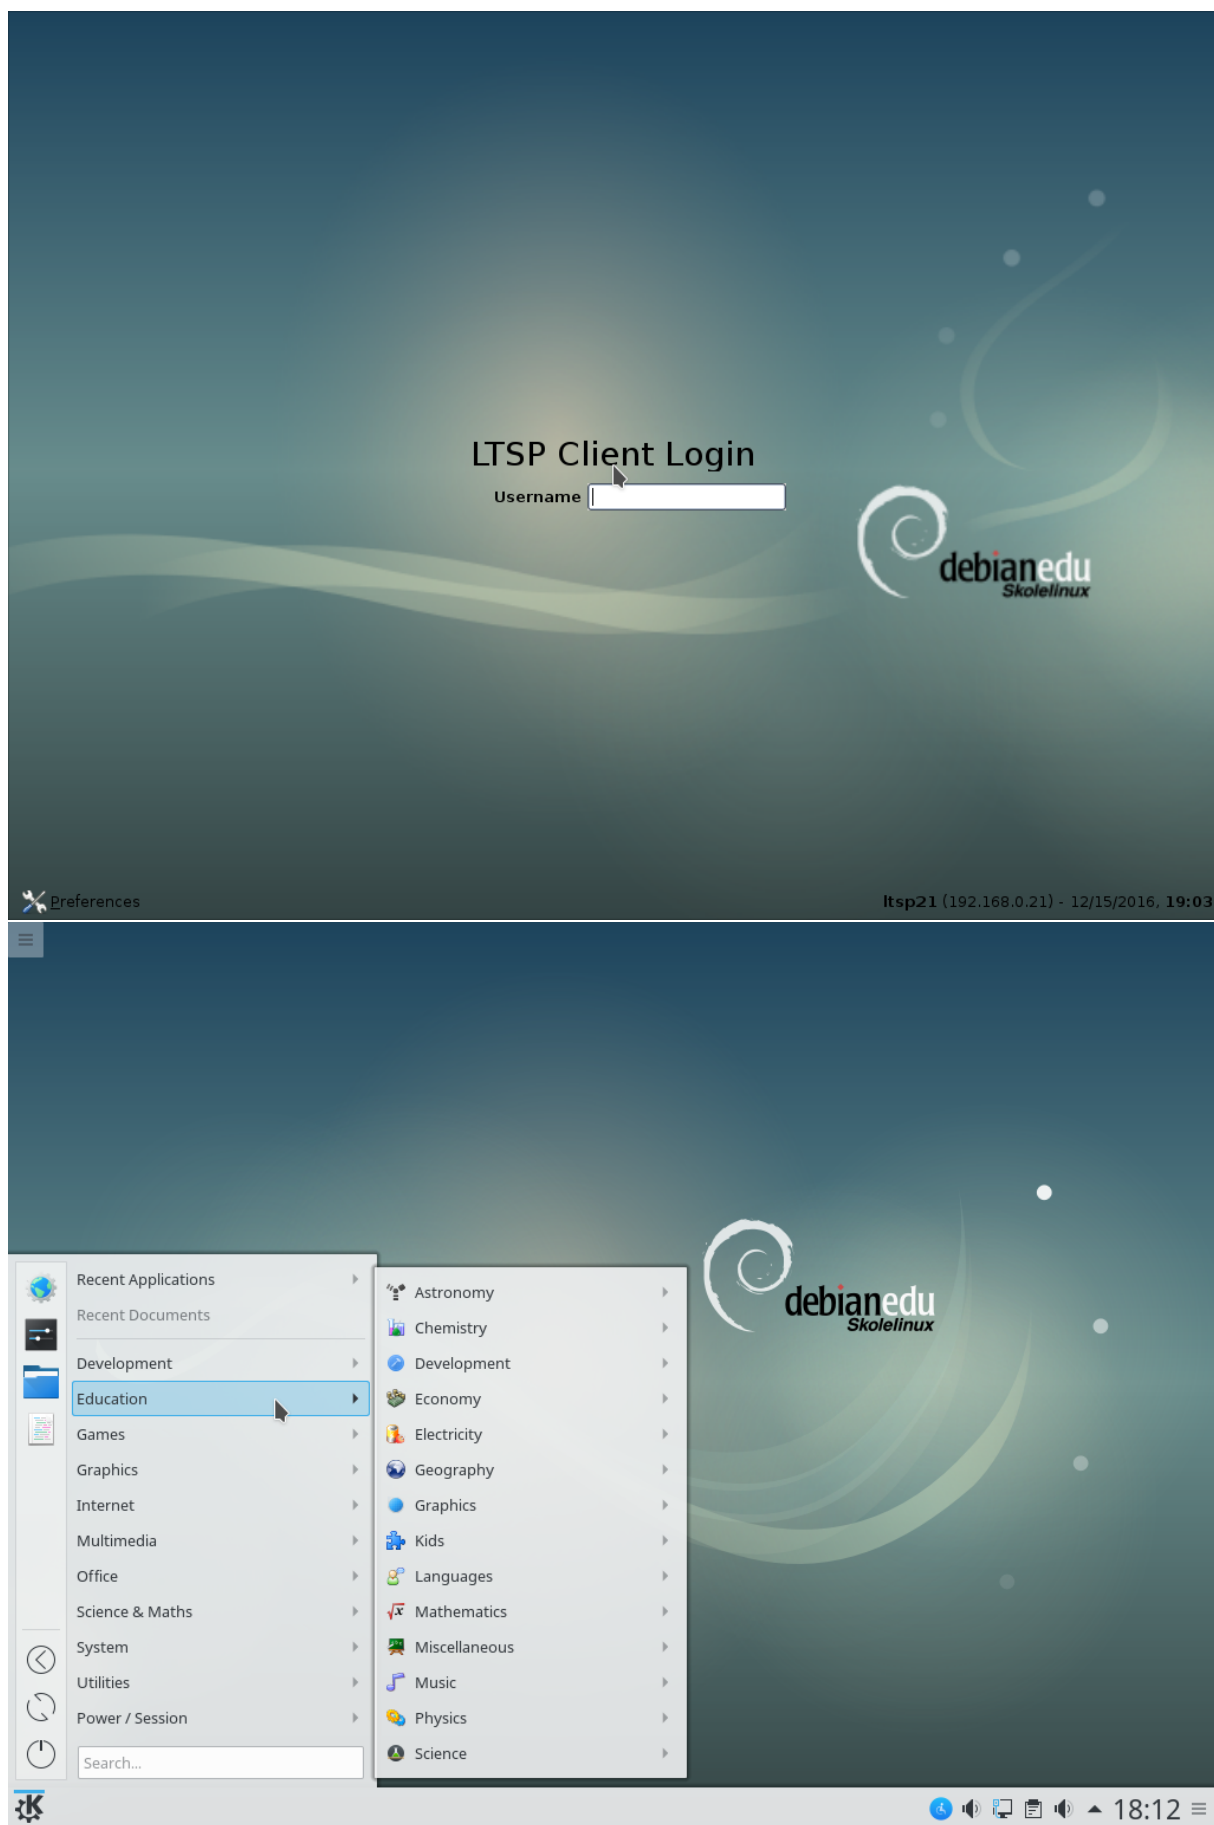 LTSP Client Login
Username
debianedu
Skolelinux
Preferences
ltsp21 (192.168.0.21) - 12/15/2016, 19:03
debianedu
Skolelinux
Recent Applications
Recent Documents
Development
Education
Games
Graphics
Internet
Multimedia
Office
Science & Maths
System
Utilities
Power / Session
Search...
Astronomy
Chemistry
Development
Economy
Electricity
Geography
Graphics
Kids
Languages
Mathematics
Miscellaneous
Music
Physics
Science
18:12